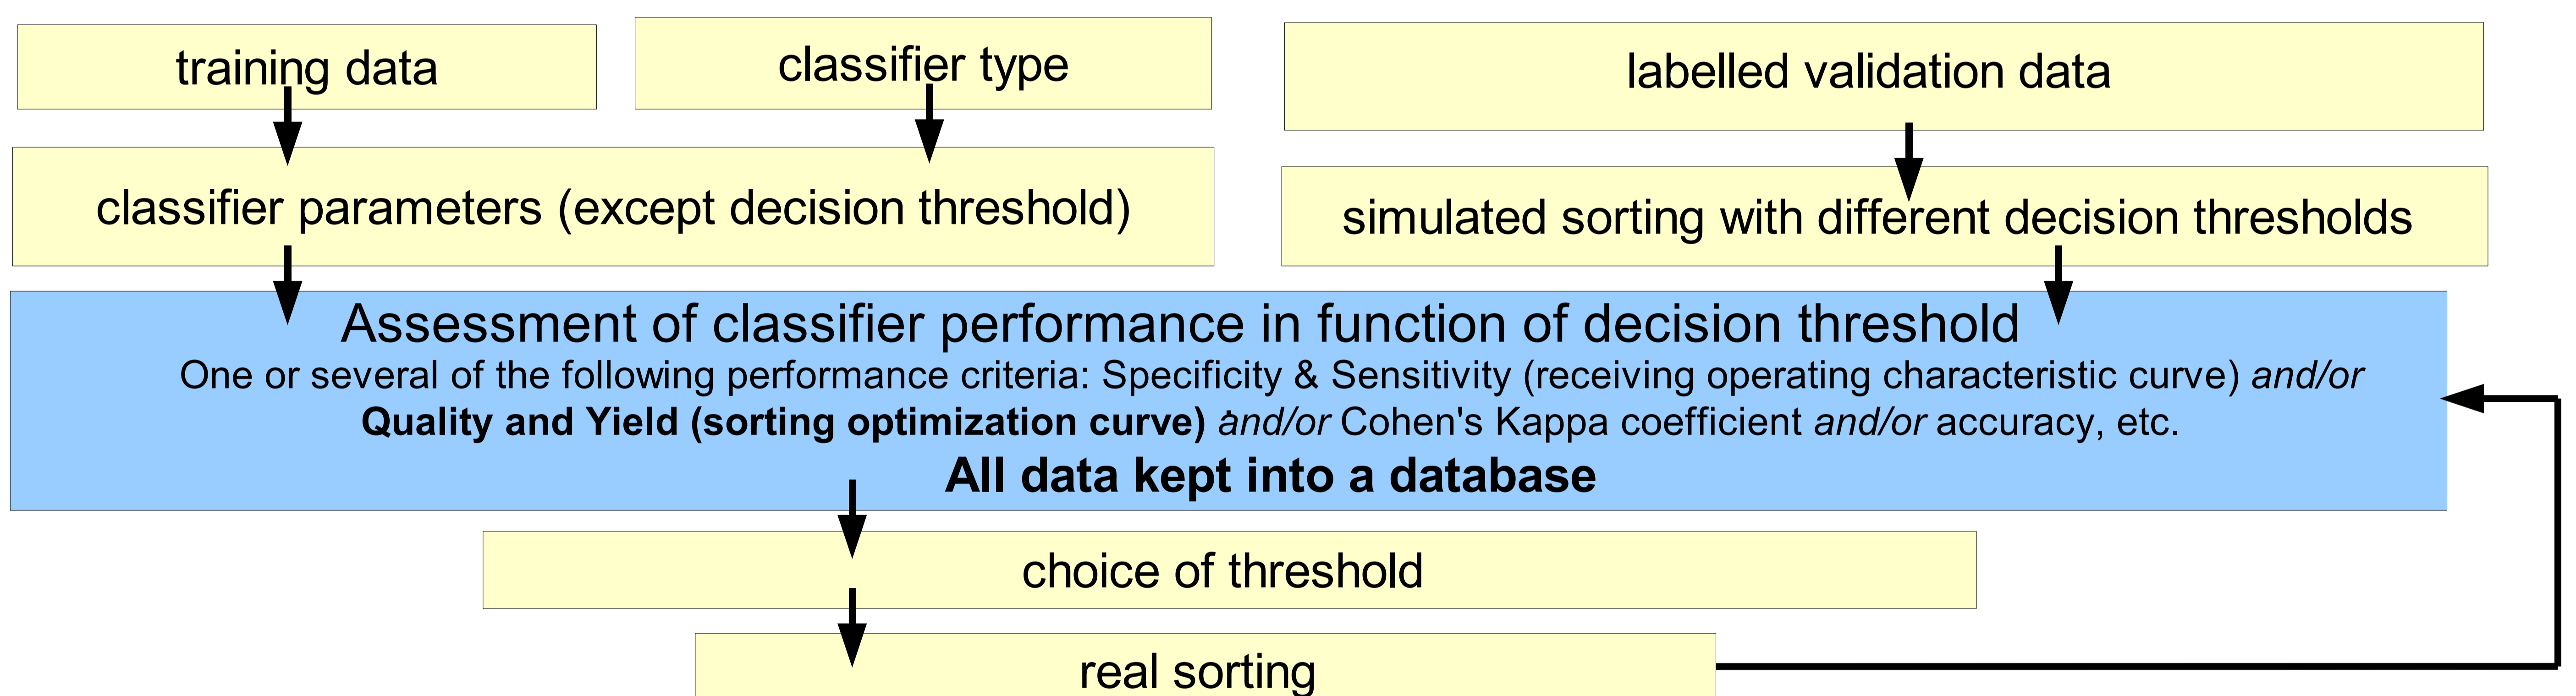 training data
classifier type
labelled validation data
classifier parameters (except decision threshold)
simulated sorting with different decision thresholds
Assessment of classifier performance in function of decision threshold
One or several of the following performance criteria: Specificity & Sensitivity (receiving operating characteristic curve) and/or
Quality and Yield (sorting optimization curve) and/or Cohen's Kappa coefficient and/or accuracy, etc.
All data kept into a database
choice of threshold
real sorting